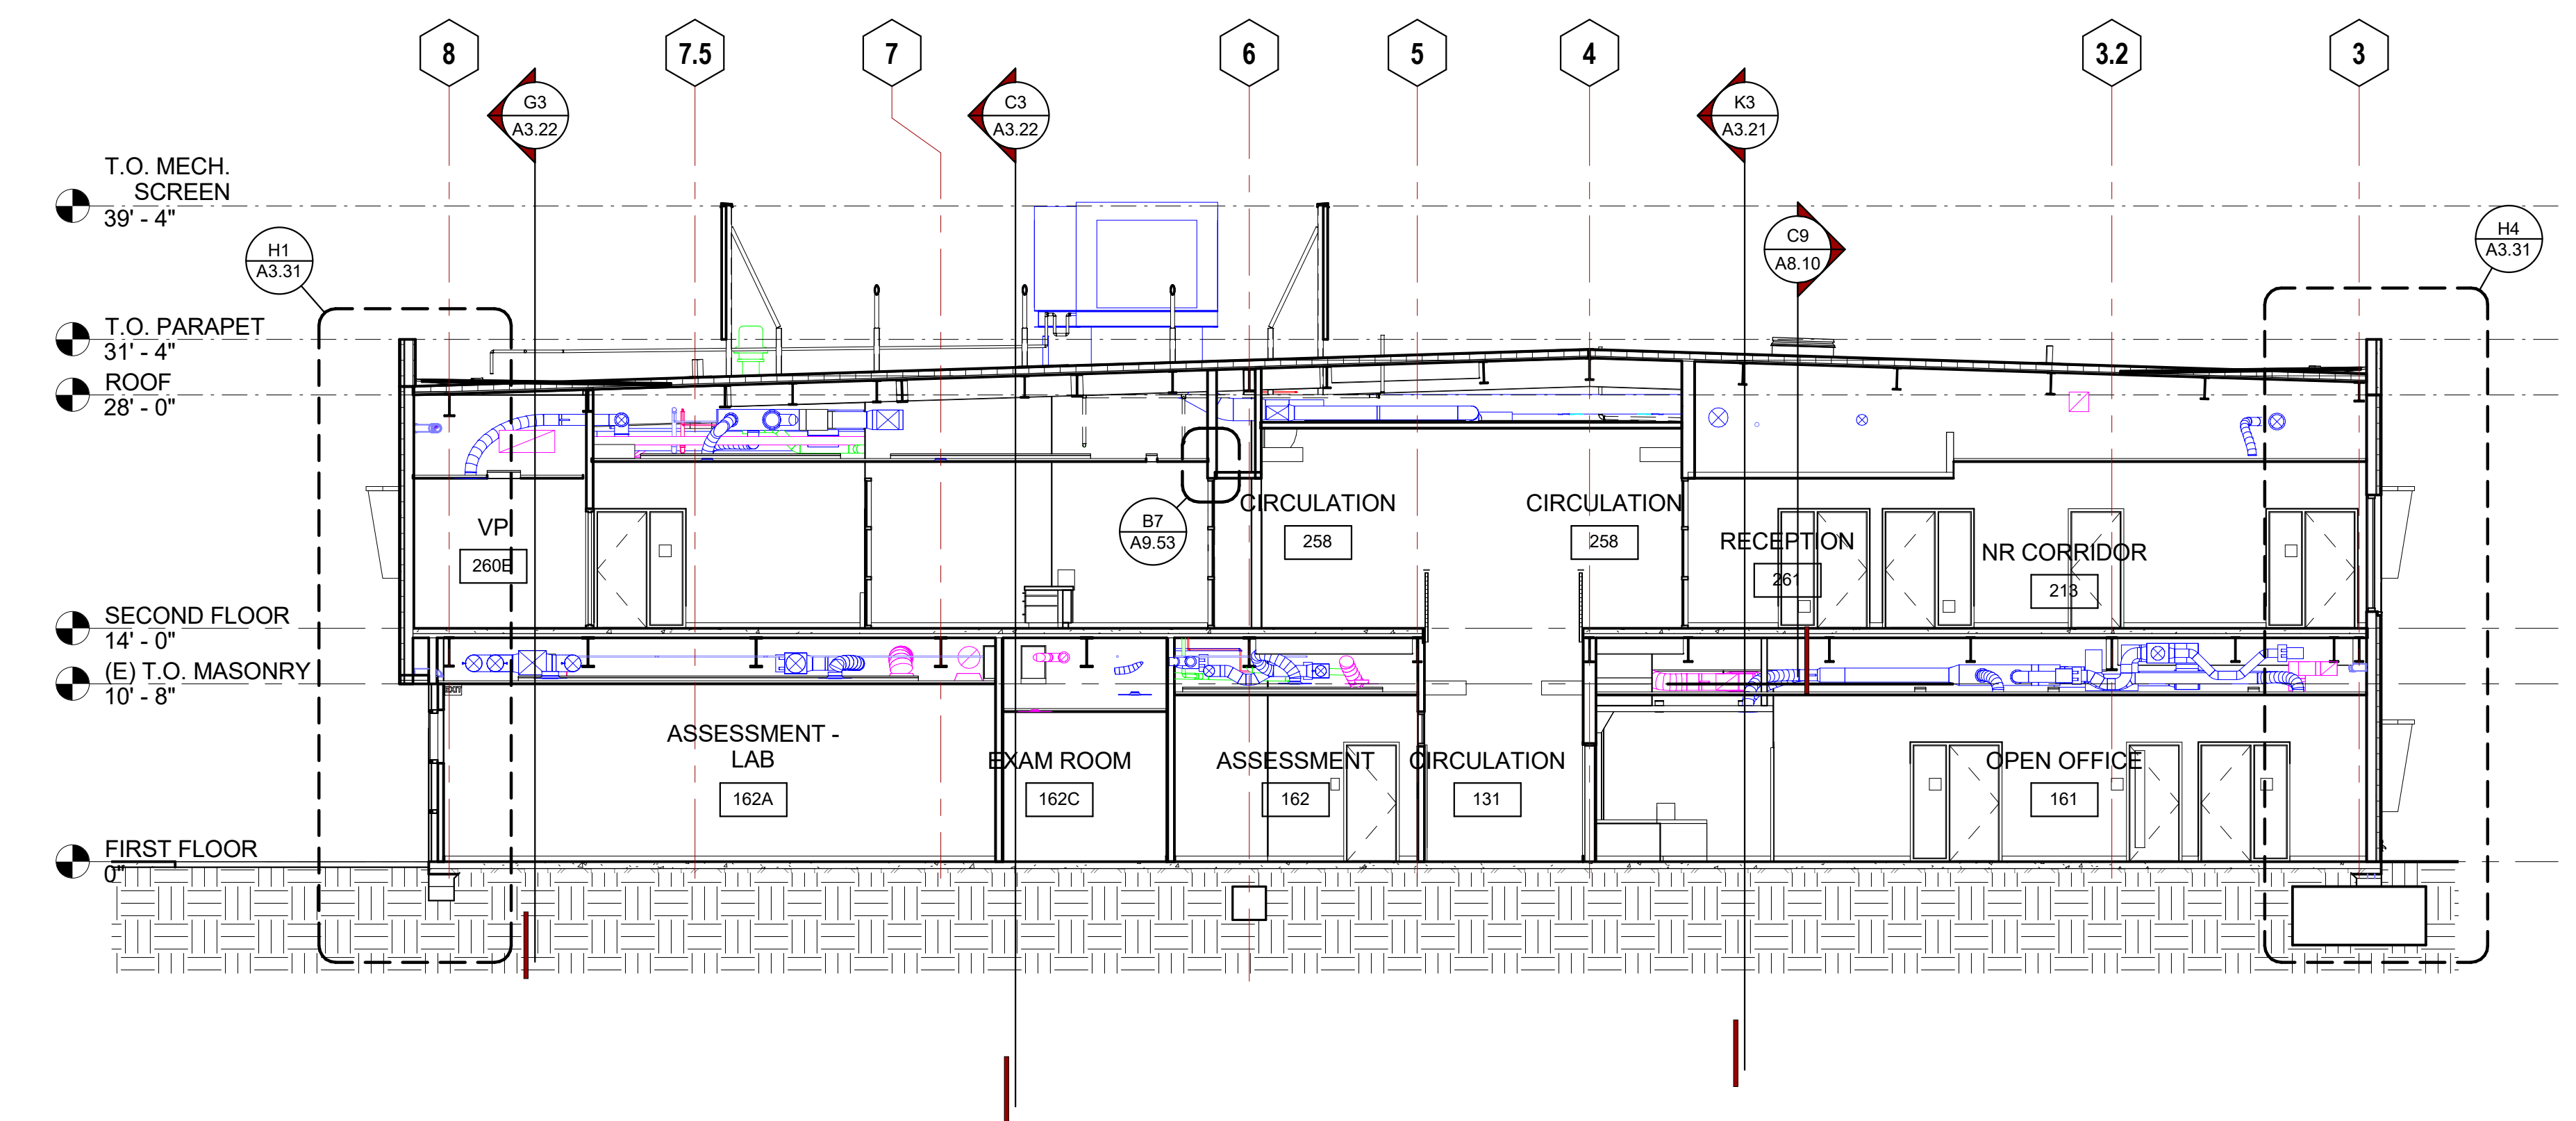 8
7.5
7
6
5
4
3.2
3
G3
A3.22
C3
A3.22
K3
A3.21
T.O. MECH.
SCREEN
39' - 4"
H1
A3.31
C9
A8.10
H4
A3.31
T.O. PARAPET
31' - 4"
ROOF
28' - 0"
VP
260E
B7
A9.53
CIRCULATION
258
CIRCULATION
258
RECEPTION
261
NR CORRIDOR
213
SECOND FLOOR
14' - 0"
(E) T.O. MASONRY
10' - 8"
EXIT
ASSESSMENT -
LAB
162A
EXAM ROOM
162C
ASSESSMENT
162
CIRCULATION
131
OPEN OFFICE
161
FIRST FLOOR
0"